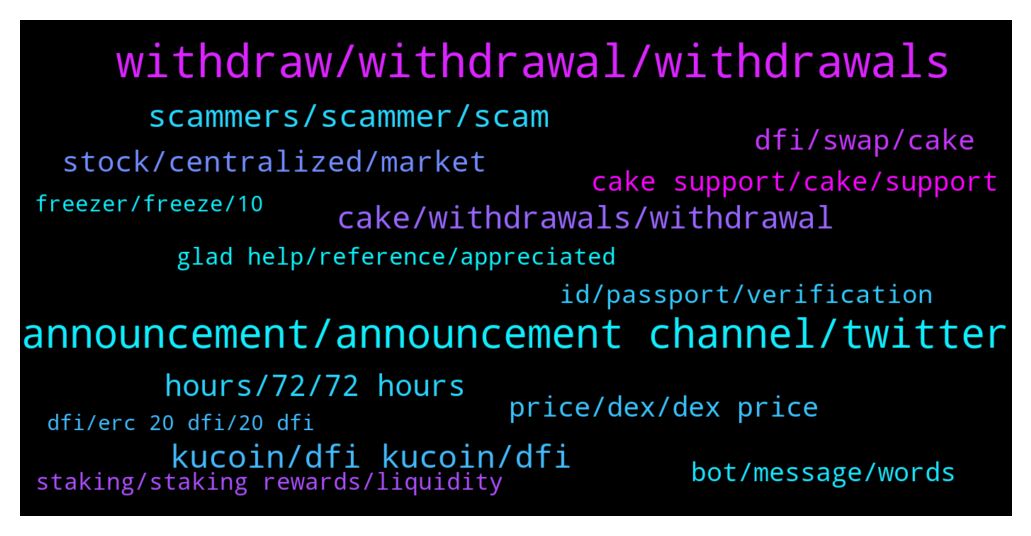 withdraw/withdrawal/withdrawals
scammers/scammer/scam
dfi/swap/cake
stock/centralized/market
cake support/cake/support
freezer/freeze/10
cake/withdrawals/withdrawal
glad help/reference/appreciated
id/passport/verification
announcement/announcement channel/twitter
hours/72/72 hours
price/dex/dex price
dfi/erc 20 dfi/20 dfi
kucoin/dfi kucoin/dfi
bot/message/words
staking/staking rewards/liquidity